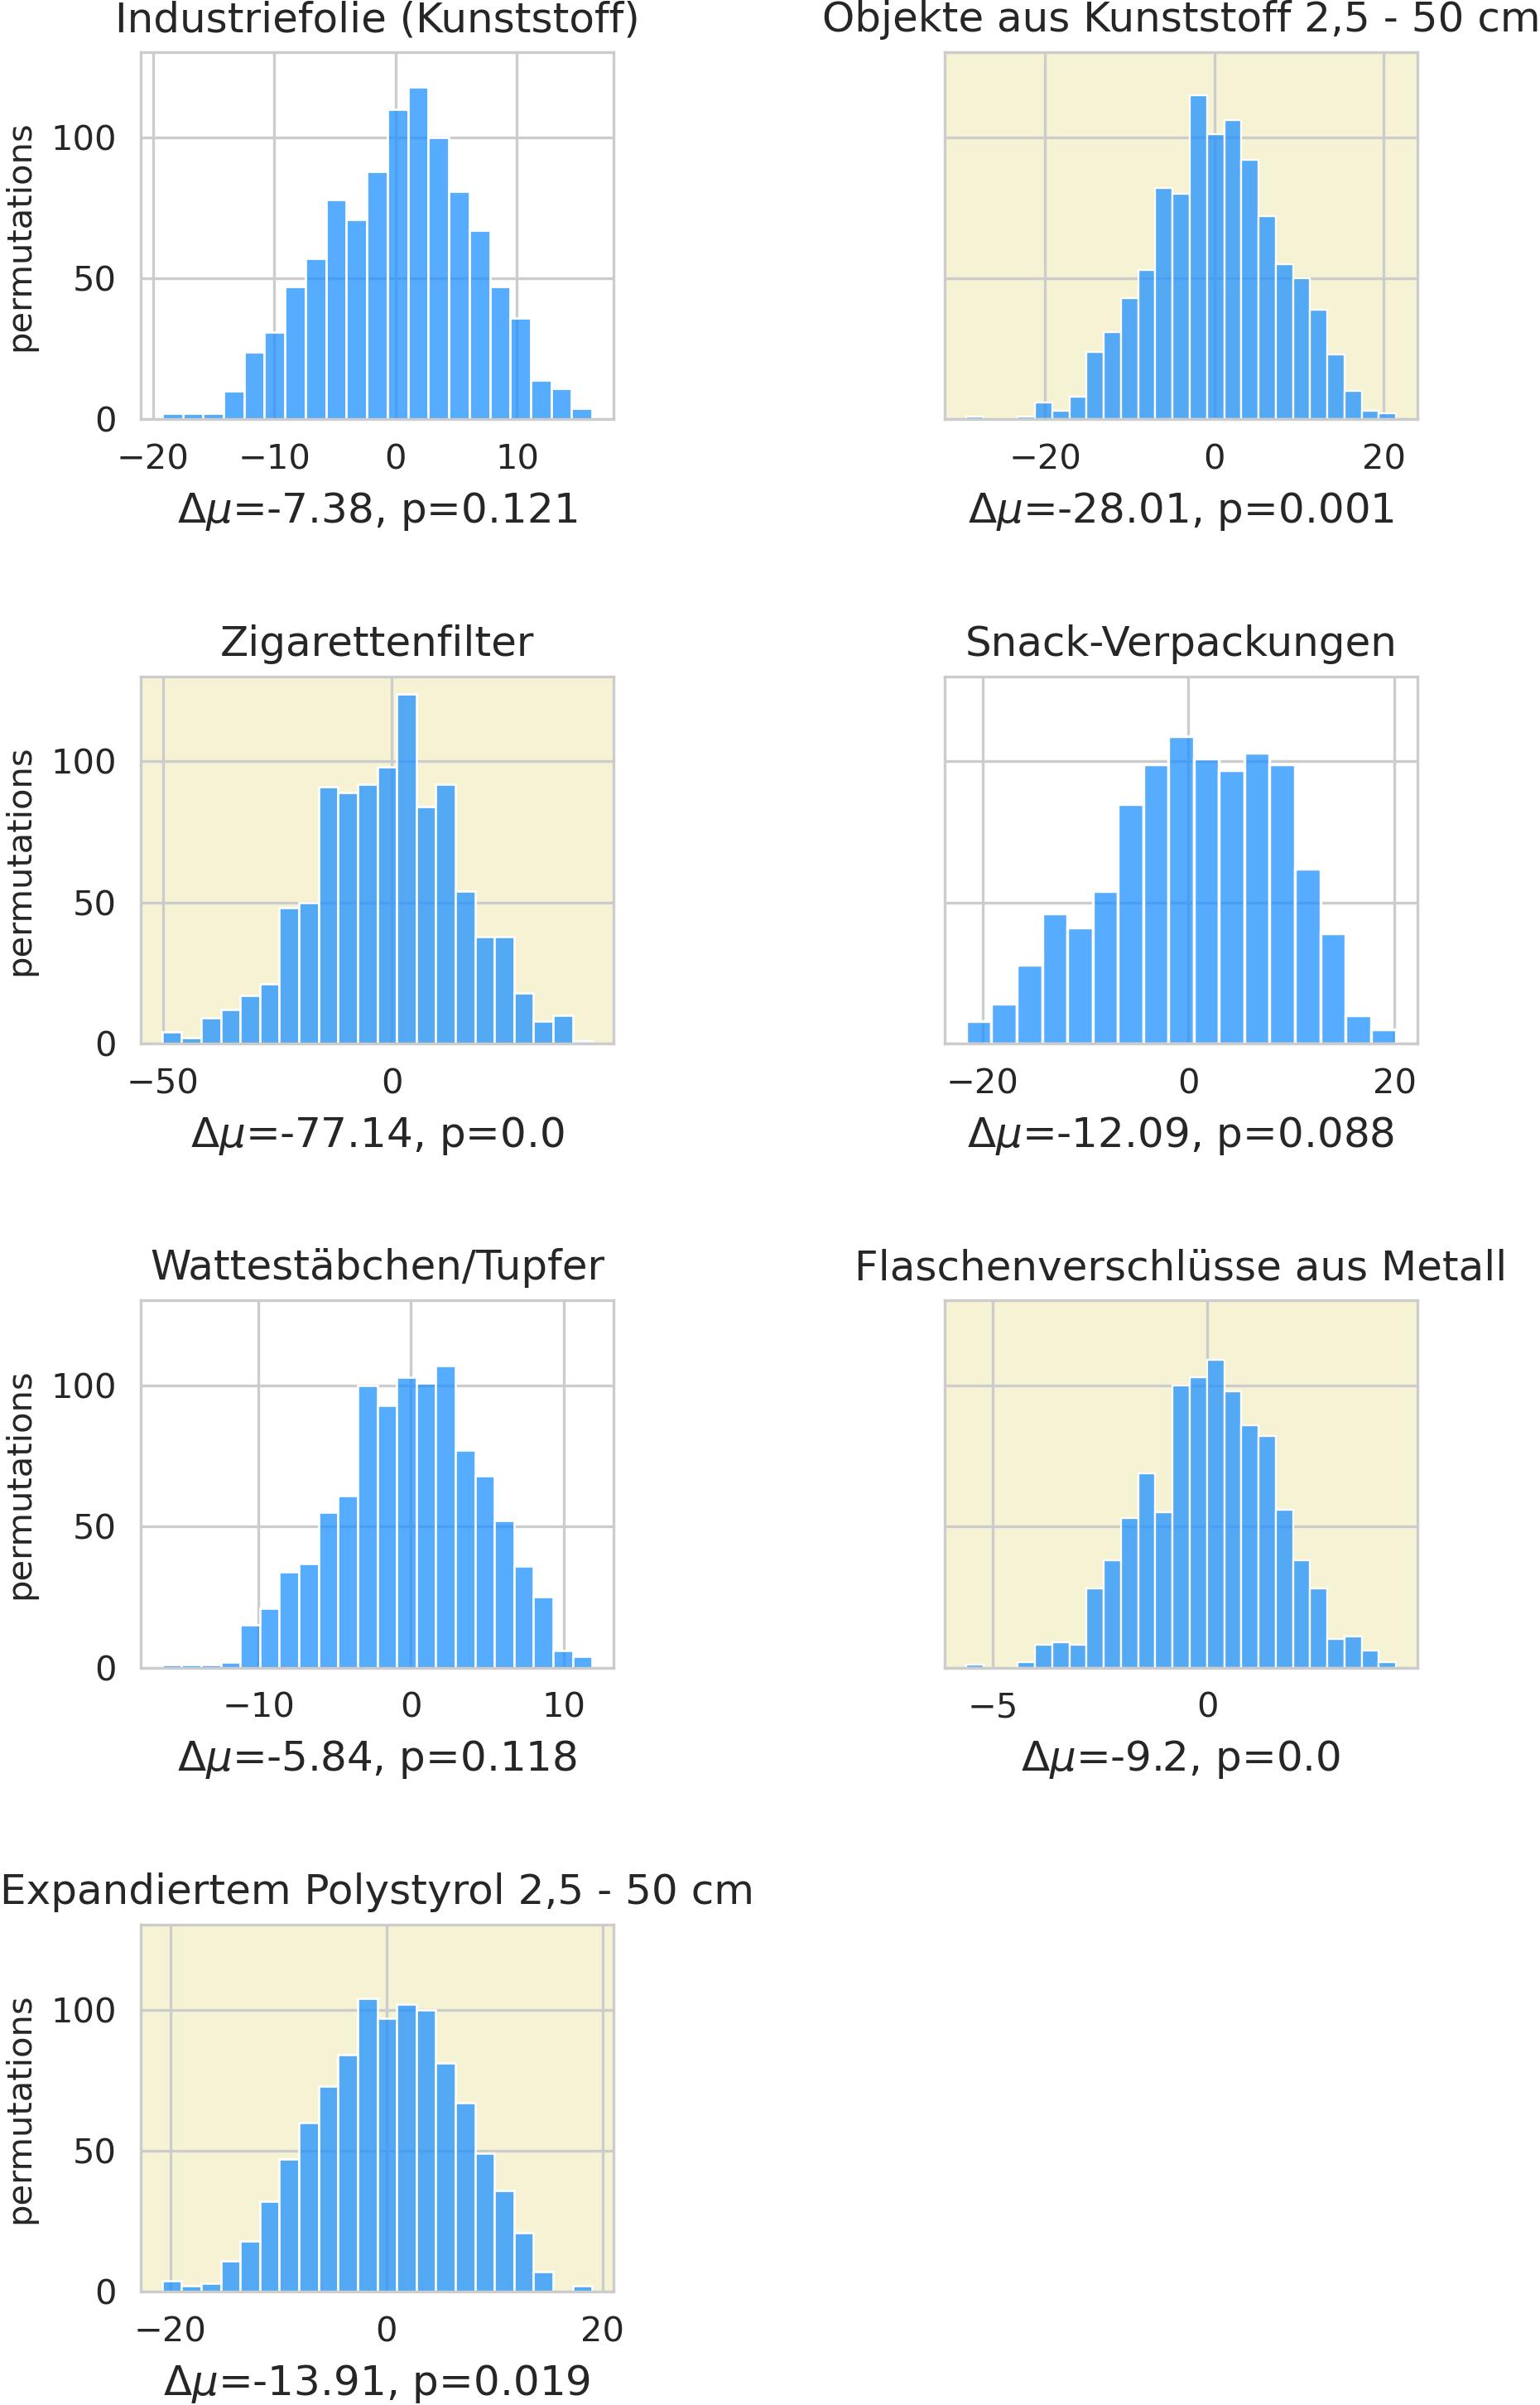 Industriefolie (Kunststoff)
permutations
100
50
0
−20 −10 0 10
Δμ=-7.38, p=0.121
Objekte aus Kunststoff 2,5 - 50 cm
−20 0 20
Δμ=-28.01, p=0.001
Zigarettenfilter
permutations
100
50
0
−50 0
Δμ=-77.14, p=0.0
Snack-Verpackungen
−20 0 20
Δμ=-12.09, p=0.088
Wattestäbchen/Tupfer
permutations
100
50
0
−10 0 10
Δμ=-5.84, p=0.118
Flaschenverschlüsse aus Metall
−5 0
Δμ=-9.2, p=0.0
Expandiertem Polystyrol 2,5 - 50 cm
permutations
100
50
0
−20 0 20
Δμ=-13.91, p=0.019